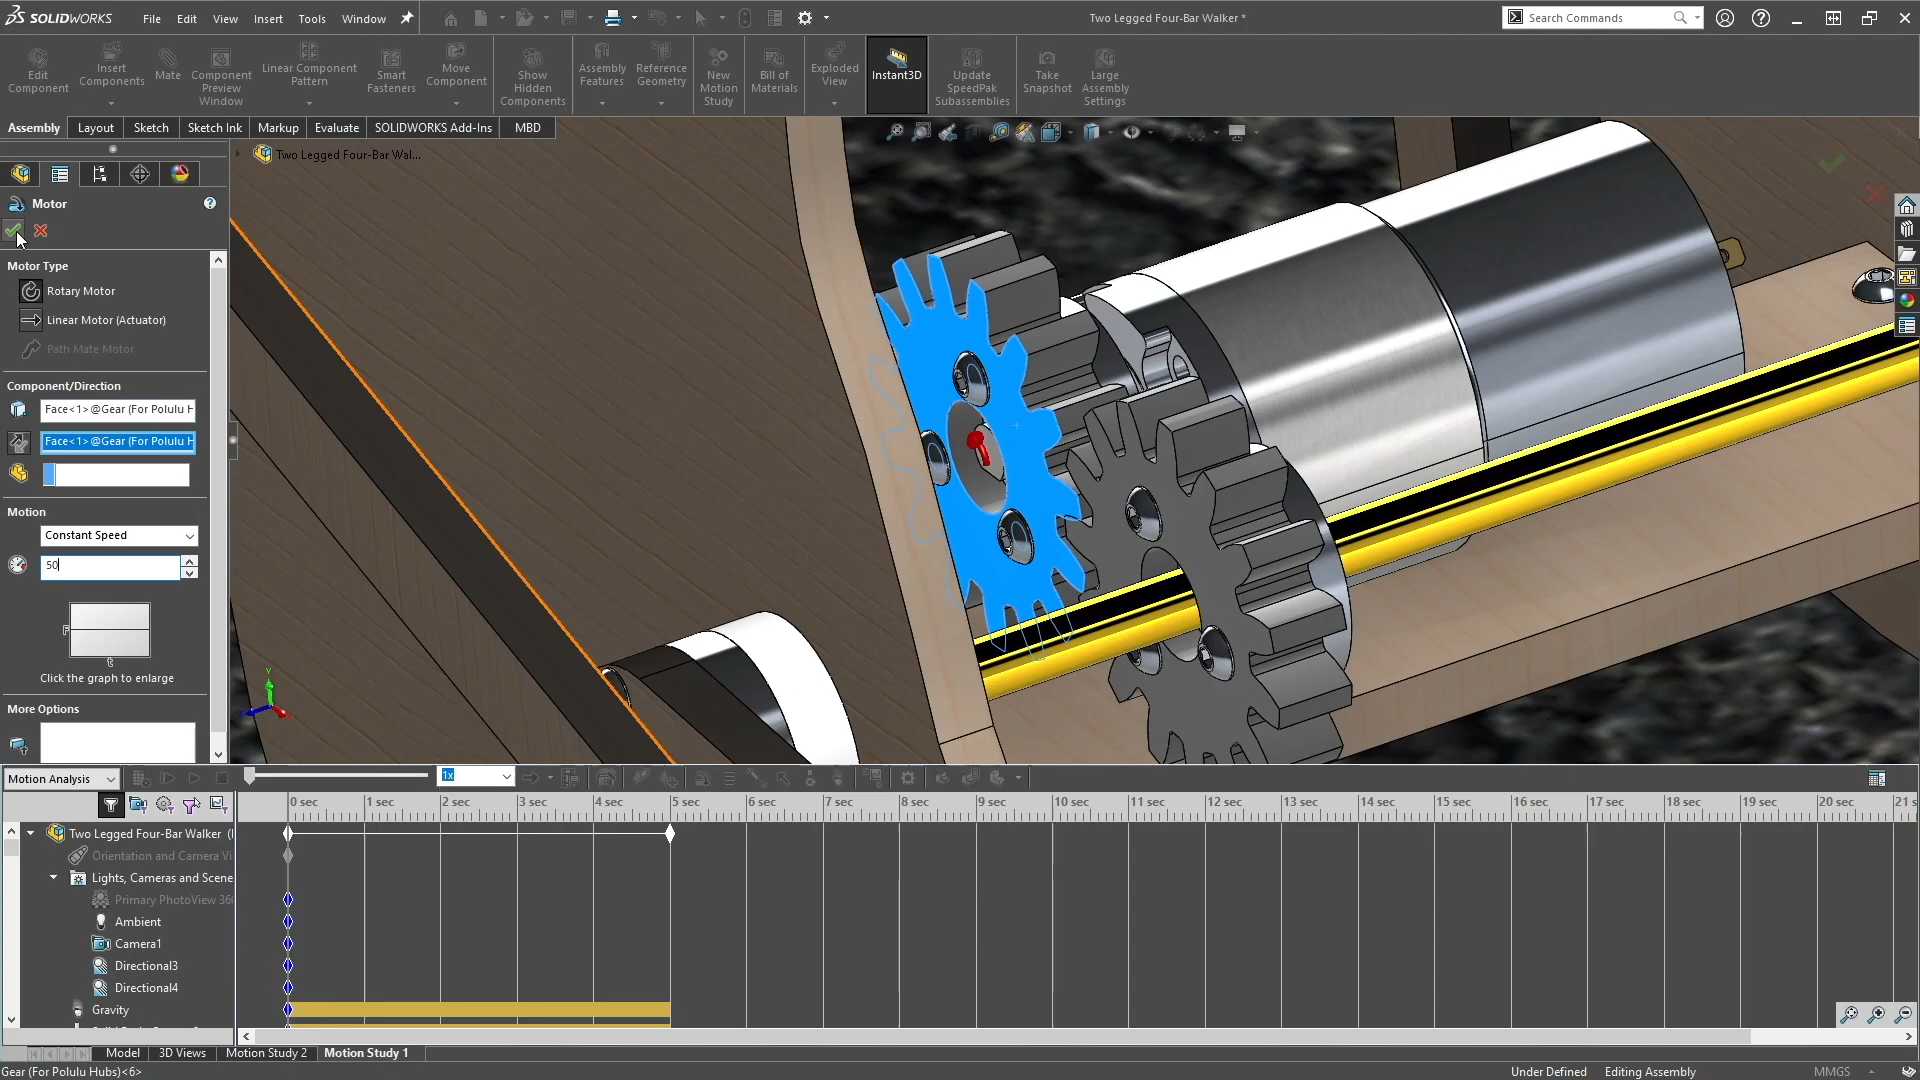 SOLIDWORKS
File Edit View Insert Tools Window
Two Legged Four-Bar Walker *
Search Commands
Edit Component
Insert Components
Mate
Component Preview Window
Linear Component Pattern
Smart Fasteners
Move Component
Show Hidden Components
Assembly Features
Reference Geometry
New Motion Study
Bill of Materials
Exploded View
Instant3D
Update SpeedPak Subassemblies
Take Snapshot
Large Assembly Settings
Assembly Layout Sketch Sketch Ink Markup Evaluate SOLIDWORKS Add-Ins MBD
Two Legged Four-Bar Wal...
Motor
Motor Type
Rotary Motor
Linear Motor (Actuator)
Path Mate Motor
Component/Direction
Face<1>@Gear (For Polulu H
Face<1>@Gear (For Polulu H
Motion
Constant Speed
50
Click the graph to enlarge
More Options
Y
Motion Analysis
1x
0 sec 1 sec 2 sec 3 sec 4 sec 5 sec 6 sec 7 sec 8 sec 9 sec 10 sec 11 sec 12 sec 13 sec 14 sec 15 sec 16 sec 17 sec 18 sec 19 sec 20 sec 21 s
Two Legged Four-Bar Walker (
Orientation and Camera Vi
Lights, Cameras and Scene
Primary PhotoView 36
Ambient
Camera1
Directional3
Directional4
Gravity
Model 3D Views Motion Study 2 Motion Study 1
Gear (For Polulu Hubs)<6>
Under Defined Editing Assembly MMGS